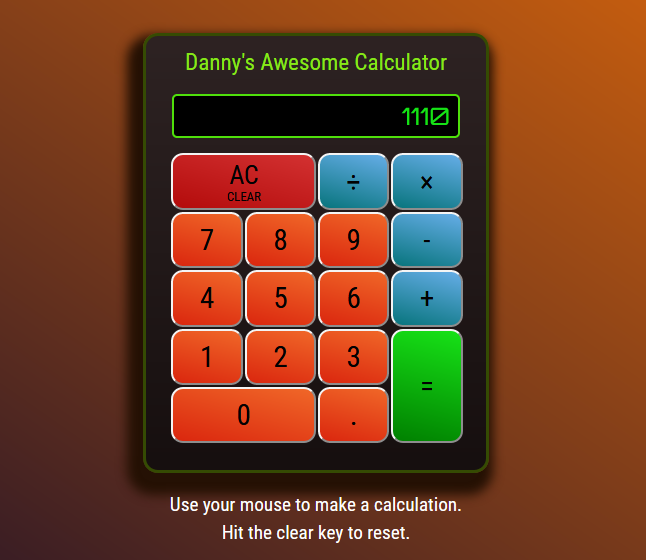 Danny's Awesome Calculator
1110
AC ÷ ×
CLEAR
7 8 9 -
4 5 6 +
1 2 3 =
0 .
Use your mouse to make a calculation.
Hit the clear key to reset.